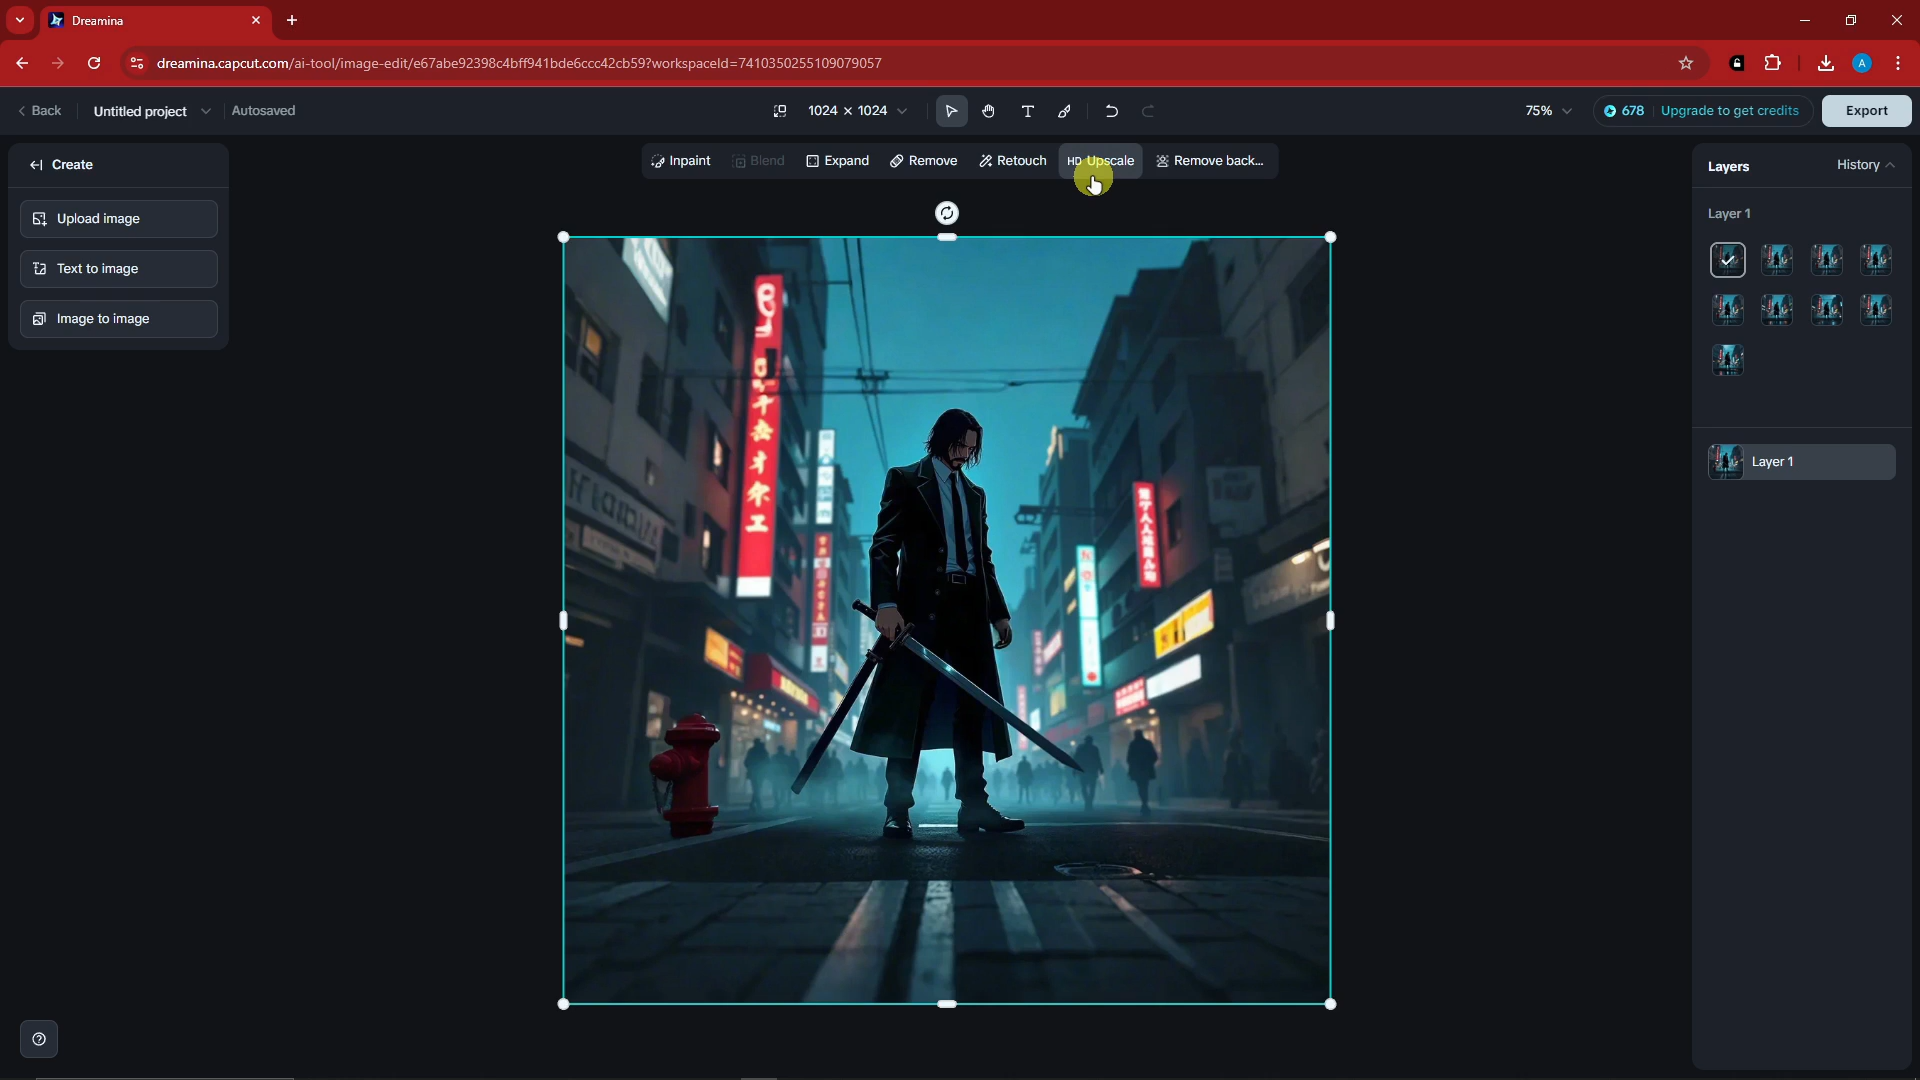 Dreamina
dreamina.capcut.com/ai-tool/image-edit/e67abe92398c4bff941bde6ccc42cb59?workspaceId=7410350255109079057
A
Back
Untitled project
Autosaved
1024 × 1024
T
75%
678
Upgrade to get credits
Export
Create
Inpaint
Blend
Expand
Remove
Retouch
HD Upscale
Remove back...
Layers
History
Upload image
Text to image
Image to image
Layer 1
Layer 1